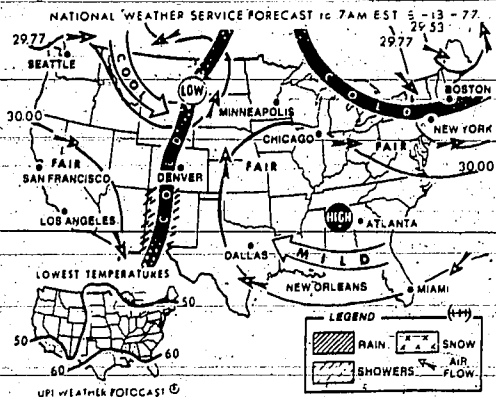 NATIONAL WEATHER SERVICE FORECAST to 7AM EST 5-13-77
29.77
29.53
29.77
SEATTLE
COOL
LOW
MINNEAPOLIS
COLD
BOSTON
NEW YORK
30.00
CHICAGO
FAIR
FAIR
FAIR
30.00
SAN FRANCISCO
DENVER
COLD
LOS ANGELES
HIGH
ATLANTA
DALLAS
MILD
NEW ORLEANS
MIAMI
LOWEST TEMPERATURES
50
50
60
60
LEGEND
RAIN
SNOW
SHOWERS
AIR FLOW
UPI WEATHER FOTOCAST